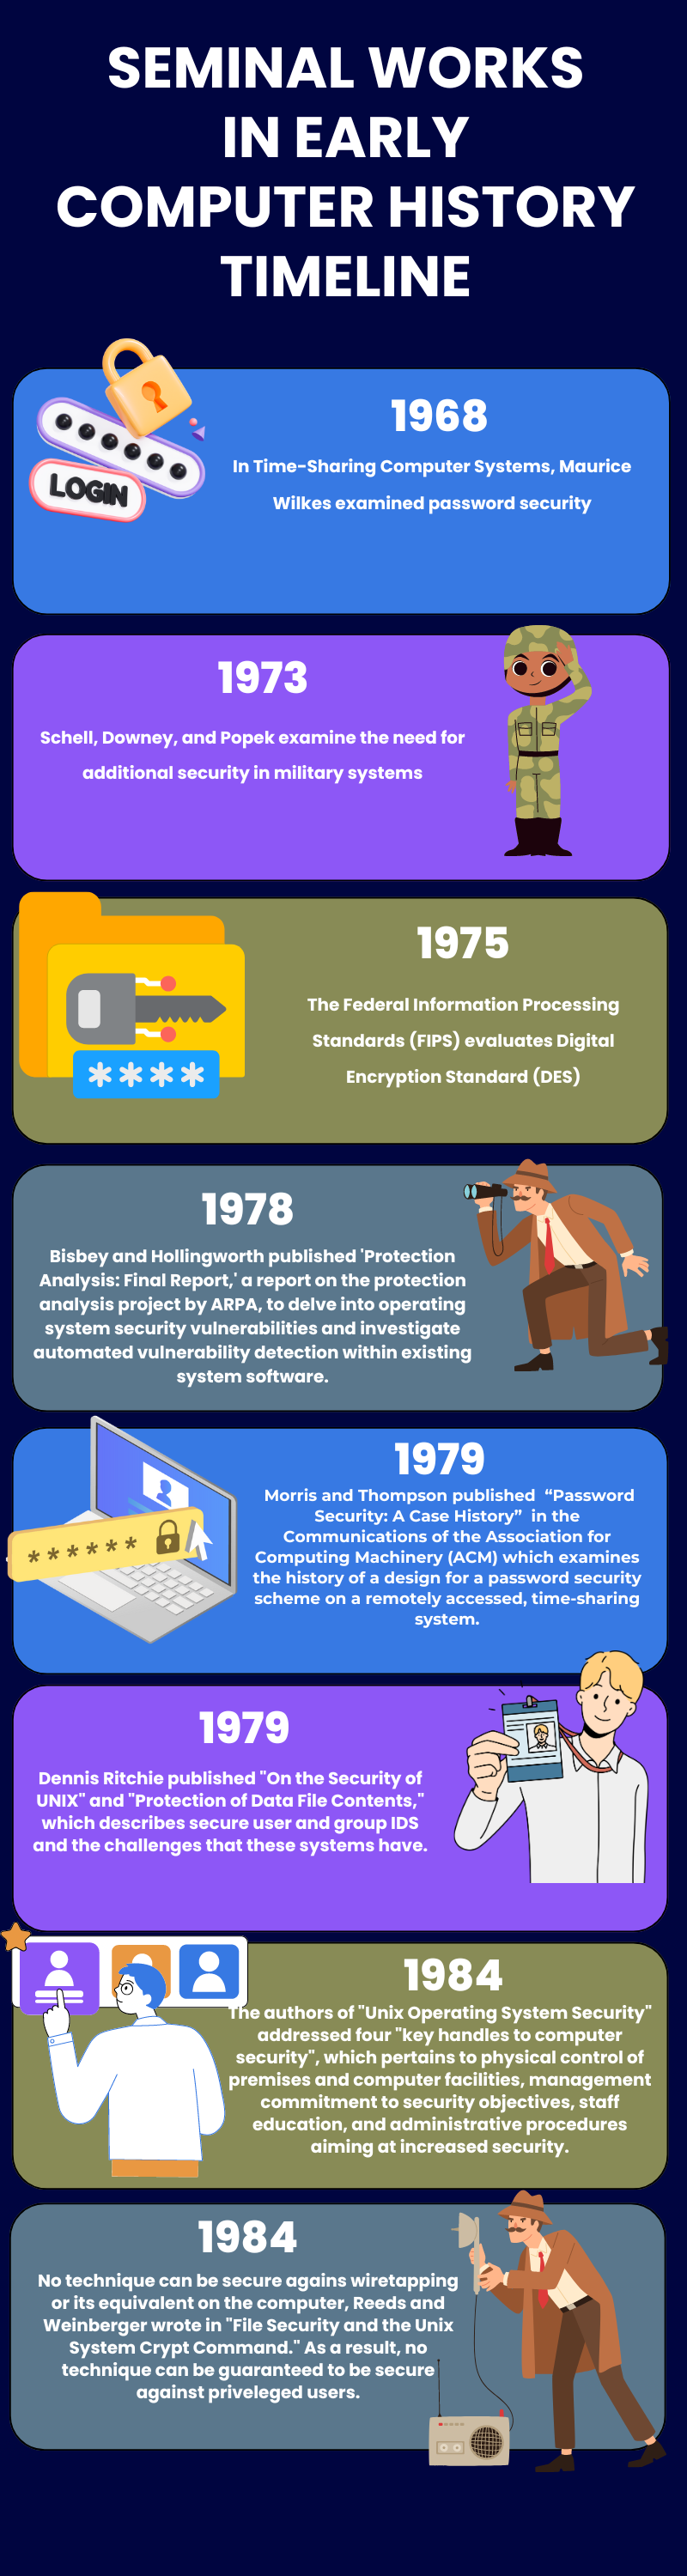 SEMINAL WORKS
IN EARLY
COMPUTER HISTORY
TIMELINE
LOGIN
1968
In Time-Sharing Computer Systems, Maurice
Wilkes examined password security
1973
Schell, Downey, and Popek examine the need for
additional security in military systems
1975
The Federal Information Processing
Standards (FIPS) evaluates Digital
Encryption Standard (DES)
****
1978
Bisbey and Hollingworth published 'Protection
Analysis: Final Report,' a report on the protection
analysis project by ARPA, to delve into operating
system security vulnerabilities and investigate
automated vulnerability detection within existing
system software.
1979
Morris and Thompson published “Password
Security: A Case History” in the
Communications of the Association for
Computing Machinery (ACM) which examines
the history of a design for a password security
scheme on a remotely accessed, time-sharing
system.
******
1979
Dennis Ritchie published "On the Security of
UNIX" and "Protection of Data File Contents,"
which describes secure user and group IDS
and the challenges that these systems have.
1984
The authors of "Unix Operating System Security"
addressed four "key handles to computer
security", which pertains to physical control of
premises and computer facilities, management
commitment to security objectives, staff
education, and administrative procedures
aiming at increased security.
1984
No technique can be secure agains wiretapping
or its equivalent on the computer, Reeds and
Weinberger wrote in "File Security and the Unix
System Crypt Command." As a result, no
technique can be guaranteed to be secure
against priveleged users.